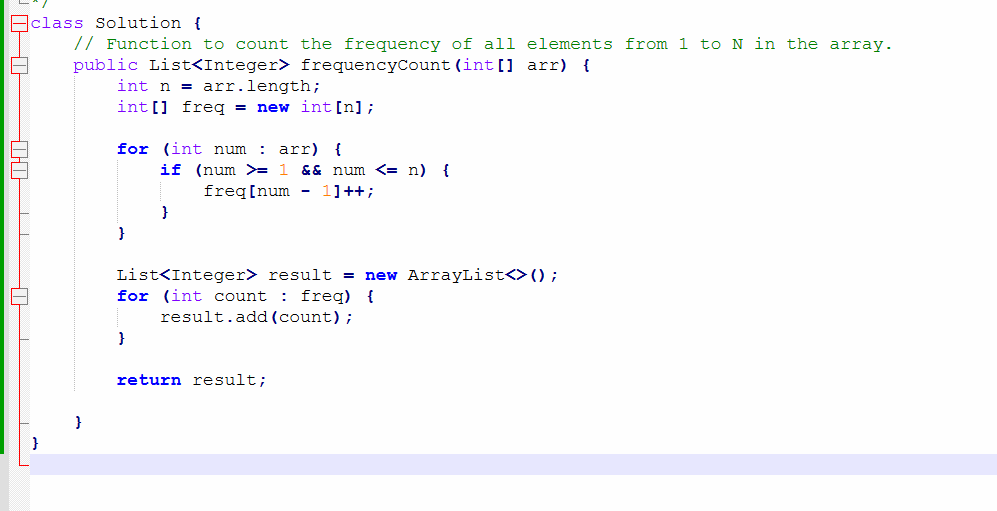 */
class Solution {
    // Function to count the frequency of all elements from 1 to N in the array.
    public List<Integer> frequencyCount(int[] arr) {
        int n = arr.length;
        int[] freq = new int[n];

        for (int num : arr) {
            if (num >= 1 && num <= n) {
                freq[num - 1]++;
            }
        }

        List<Integer> result = new ArrayList<>();
        for (int count : freq) {
            result.add(count);
        }

        return result;

    }
}